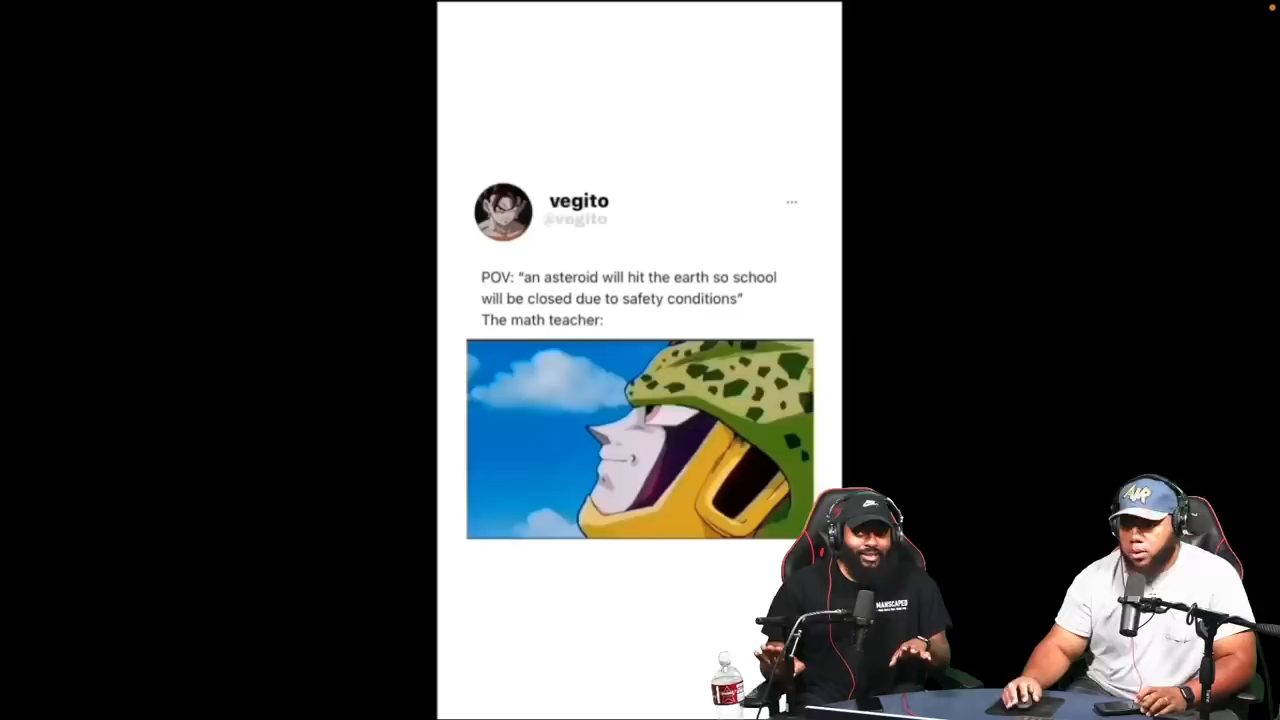 vegito
@vegito
POV: “an asteroid will hit the earth so school
will be closed due to safety conditions”
The math teacher:
AIR
MANSCAPED